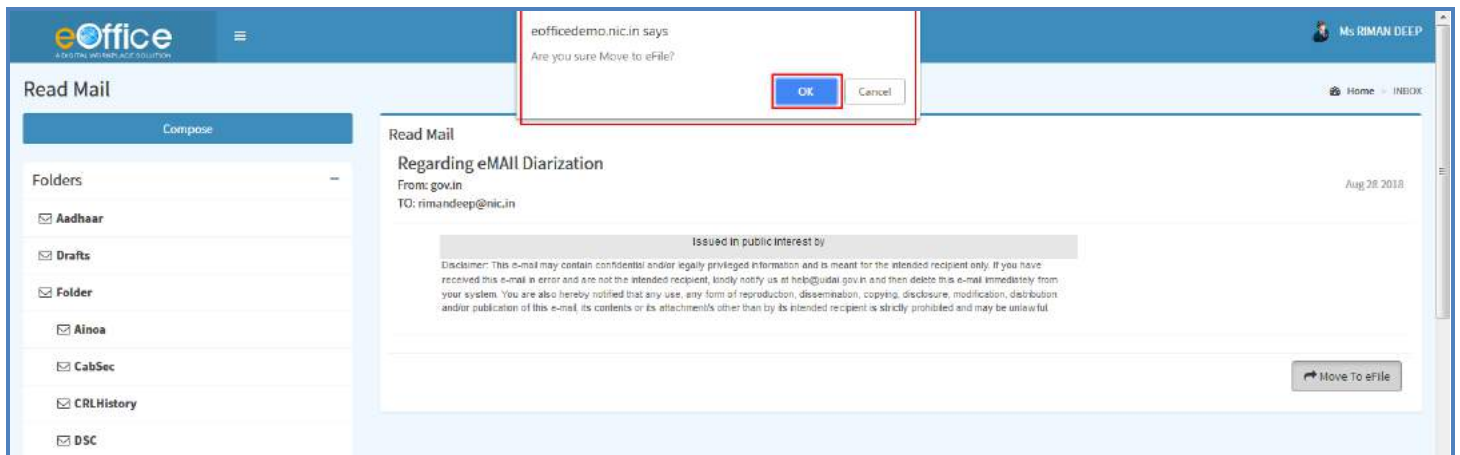 eOffice
A DIGITAL WORKPLACE SOLUTION
eofficedemo.nic.in says
Are you sure Move to eFile?
OK
Cancel
Ms RIMAN DEEP
Read Mail
Home > INBOX
Compose
Folders
Aadhaar
Drafts
Folder
Ainoa
CabSec
CRLHistory
DSC
Read Mail
Regarding eMAIl Diarization
From: gov.in
Aug 28 2018
TO: rimandeep@nic.in
Issued in public interest by
Disclaimer: This e-mail may contain confidential and/or legally privileged information and is meant for the intended recipient only. If you have
received this e-mail in error and are not the intended recipient, kindly notify us at help@uidai.gov.in and then delete this e-mail immediately from
your system. You are also hereby notified that any use, any form of reproduction, dissemination, copying, disclosure, modification, distribution
and/or publication of this e-mail, its contents or its attachment/s other than by its intended recipient is strictly prohibited and may be unlawful
Move To eFile